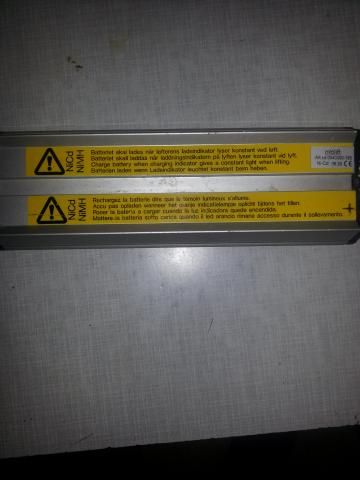 NiCd
NiMH
Batteriet skal lades når løfterens ladeindikator lyser konstant ved løft.
Batteriet skall laddas när laddningsindikatorn på lyften lyser konstant vid lyft.
Charge battery when charging indicator gives a constant light when lifting.
Batterien laden wenn Ladeindikator leuchtet konstant beim heben.
Ni-Cd
CE
NiCd
NiMH
Rechargez la batterie dès que le témoin lumineux s'allume.
Accu pas opladen wanneer het oranje indicatielampje oplicht tijdens het tillen.
Poner la batería a cargar cuando la luz indicadora quede encendida.
Mettere la batteria sotto carica quando il led arancio rimane accesso durante il sollevamento.
+